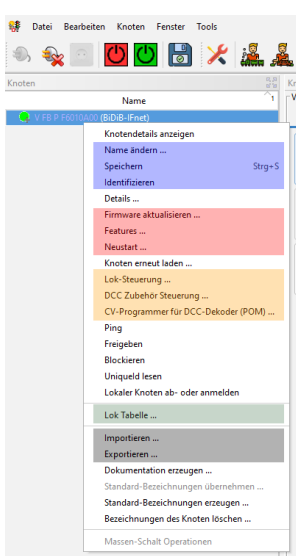 Datei Bearbeiten Knoten Fenster Tools
Knoten
Kn
Name
1
V
V FB P F6010A00 (BiDiB-IFnet)
Knotendetails anzeigen
Name ändern ...
Speichern Strg+S
Identifizieren
Details ...
Firmware aktualisieren ...
Features ...
Neustart ...
Knoten erneut laden ...
Lok-Steuerung ...
DCC Zubehör Steuerung ...
CV-Programmer für DCC-Dekoder (POM) ...
Ping
Freigeben
Blockieren
UniqueId lesen
Lokaler Knoten ab- oder anmelden
Lok Tabelle ...
Importieren ...
Exportieren ...
Dokumentation erzeugen ...
Standard-Bezeichnungen übernehmen ...
Standard-Bezeichnungen erzeugen ...
Bezeichnungen des Knoten löschen ...
Massen-Schalt Operationen